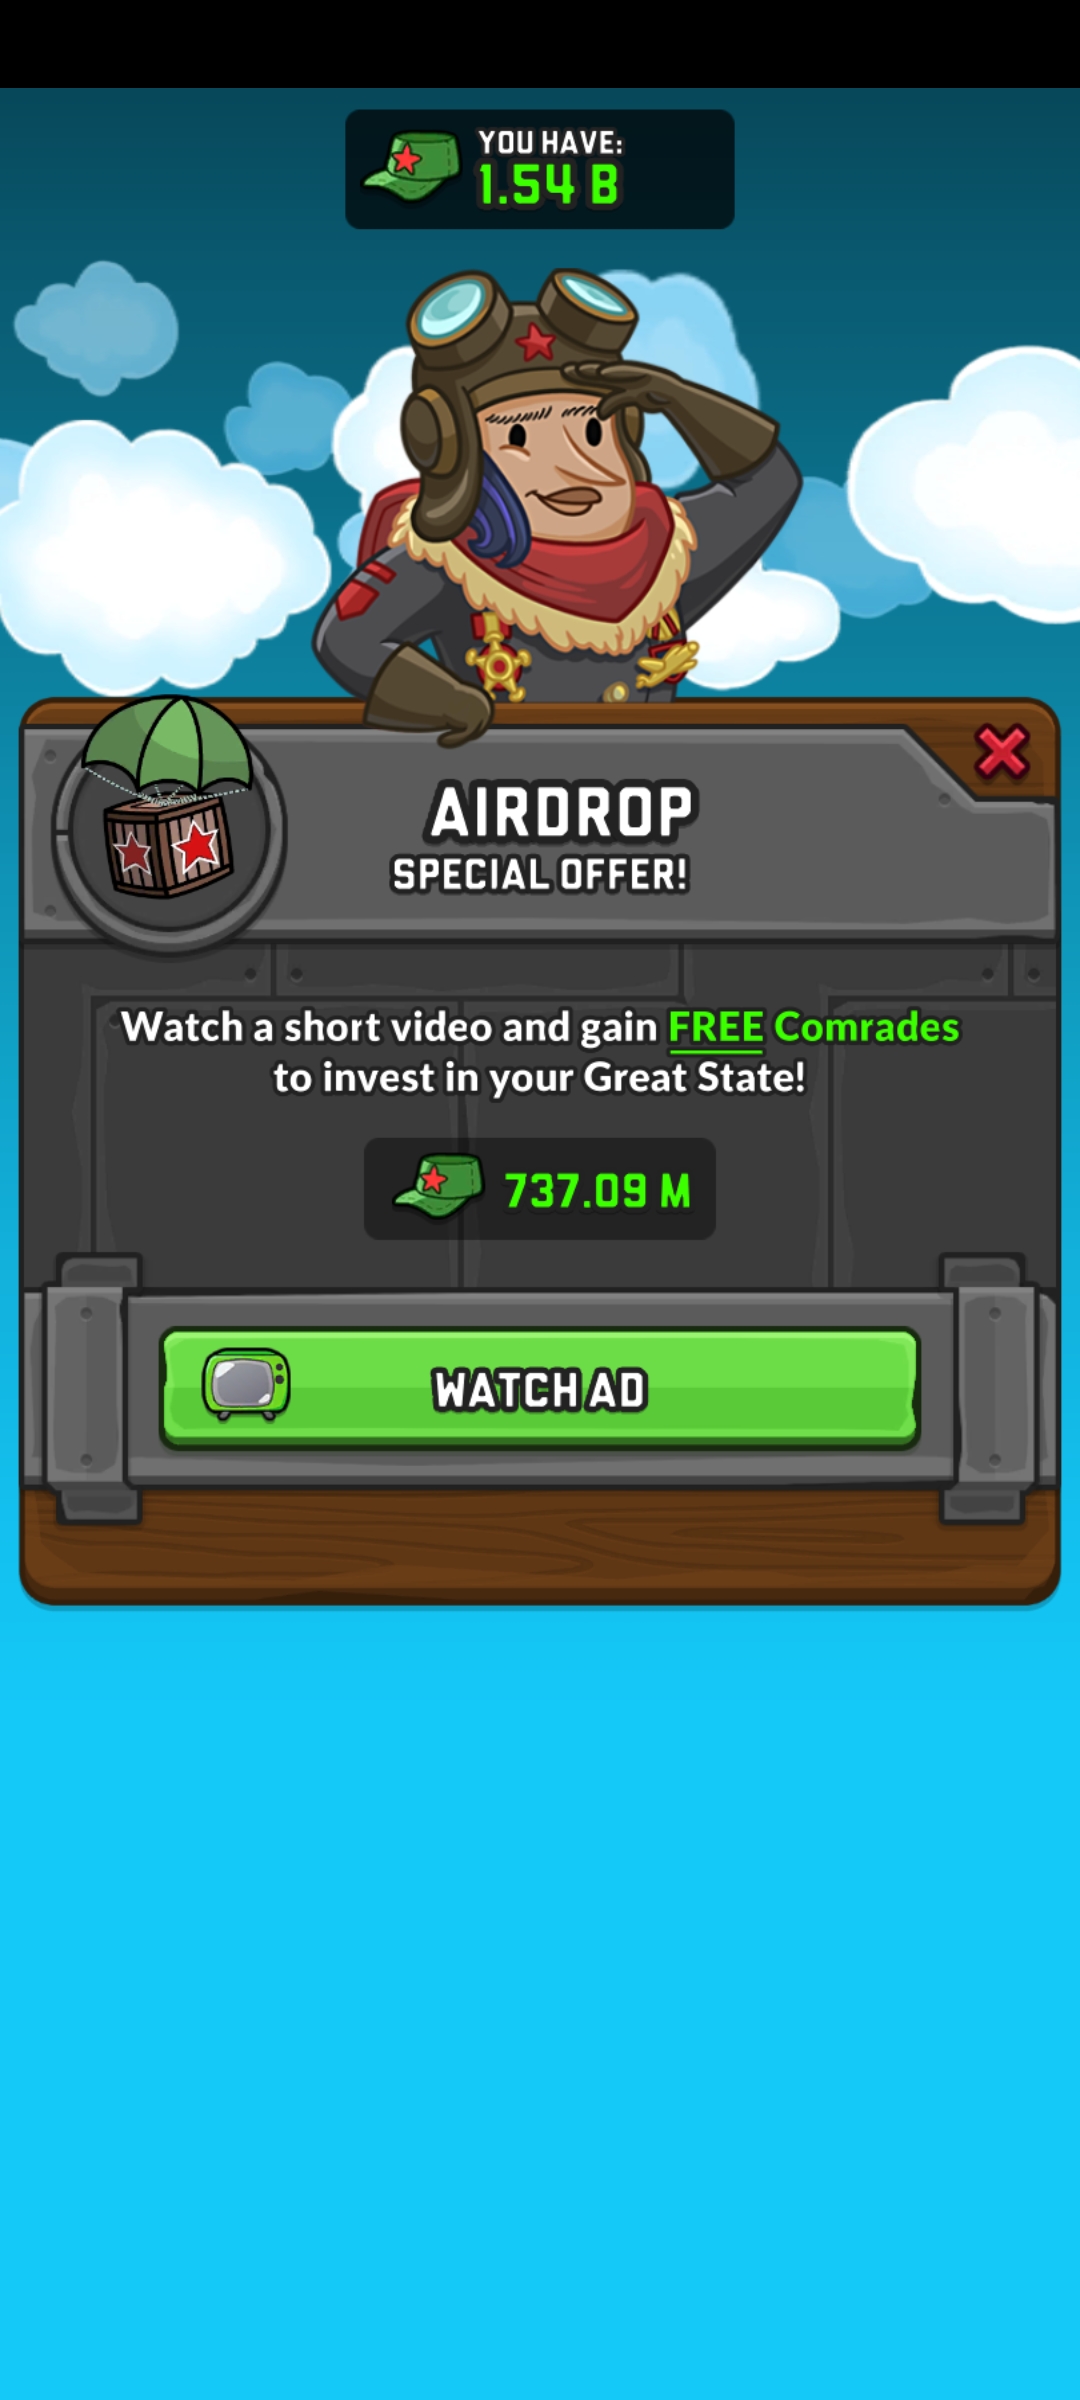 YOU HAVE:
1.54 B
AIRDROP
SPECIAL OFFER!
Watch a short video and gain FREE Comrades
to invest in your Great State!
737.09 M
WATCH AD